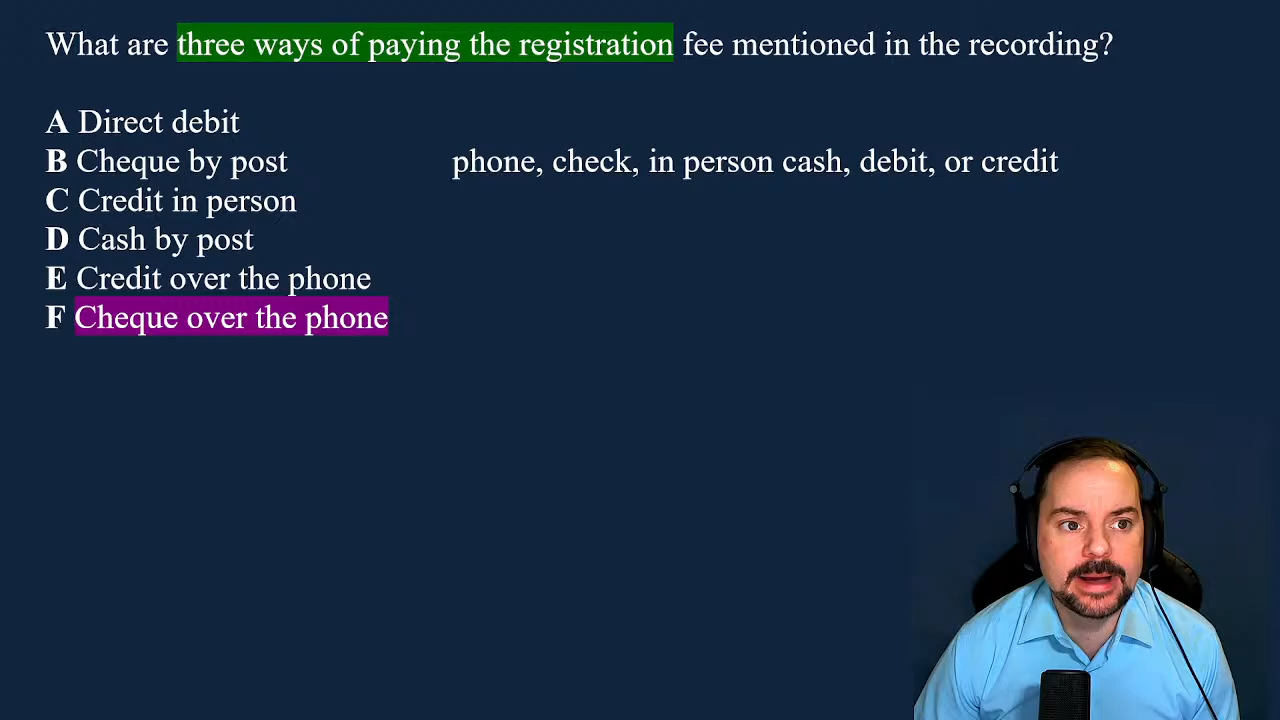 What are three ways of paying the registration fee mentioned in the recording?
A Direct debit
B Cheque by post
phone, check, in person cash, debit, or credit
C Credit in person
D Cash by post
E Credit over the phone
F Cheque over the phone